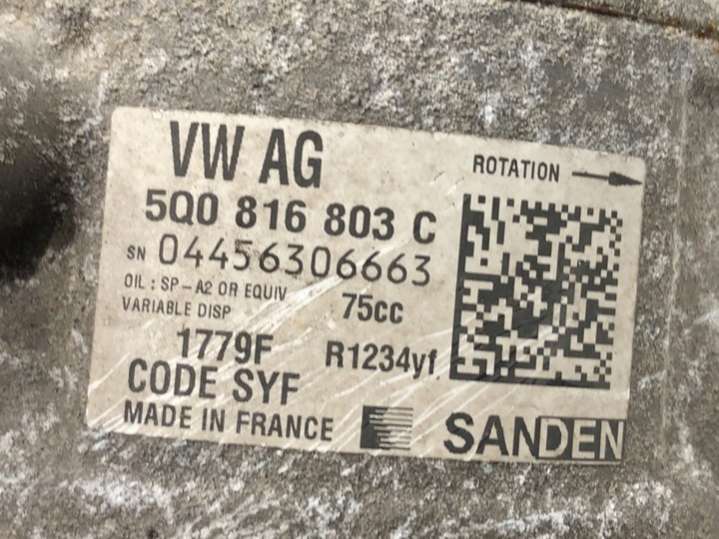 VW AG
ROTATION
5Q0 816 803 C
SN 04456306663
OIL : SP-A2 OR EQUIV
75cc
VARIABLE DISP
1779F
R1234yf
CODE SYF
MADE IN FRANCE
SANDEN